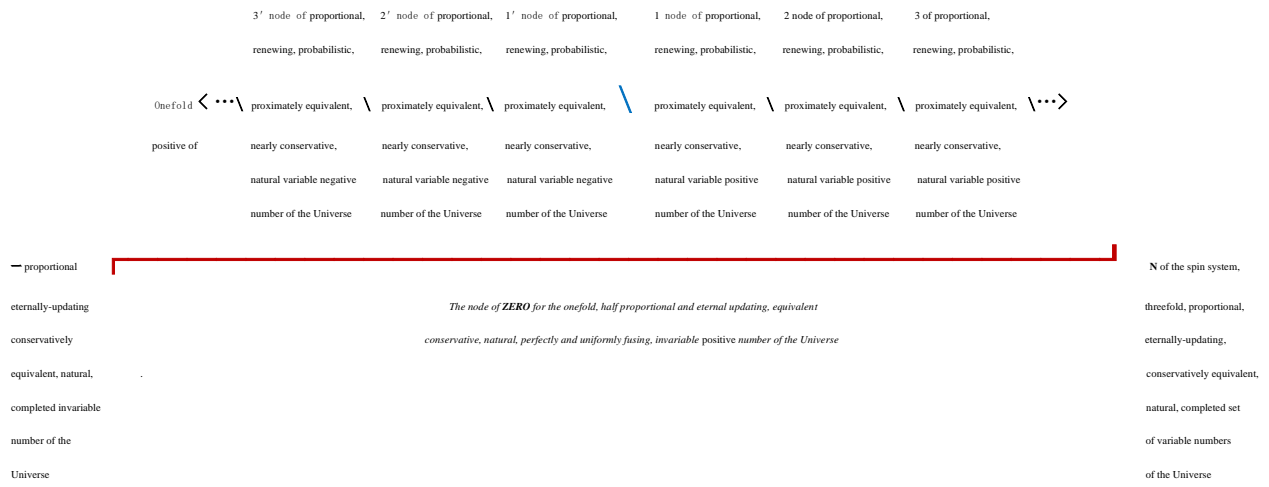 3′ node of proportional, 2′ node of proportional, 1′ node of proportional, 1 node of proportional, 2 node of proportional, 3 of proportional,
renewing, probabilistic, renewing, probabilistic, renewing, probabilistic, renewing, probabilistic, renewing, probabilistic, renewing, probabilistic,
Onefold < ···\ proximately equivalent, \ proximately equivalent, \ proximately equivalent, \ proximately equivalent, \ proximately equivalent, \ proximately equivalent, \···>
positive of nearly conservative, nearly conservative, nearly conservative, nearly conservative, nearly conservative, nearly conservative,
natural variable negative natural variable negative natural variable negative natural variable positive natural variable positive natural variable positive
number of the Universe number of the Universe number of the Universe number of the Universe number of the Universe number of the Universe
— proportional N of the spin system,
eternally-updating The node of ZERO for the onefold, half proportional and eternal updating, equivalent threefold, proportional,
conservatively conservative, natural, perfectly and uniformly fusing, invariable positive number of the Universe eternally-updating,
equivalent, natural, . conservatively equivalent,
completed invariable natural, completed set
number of the of variable numbers
Universe of the Universe